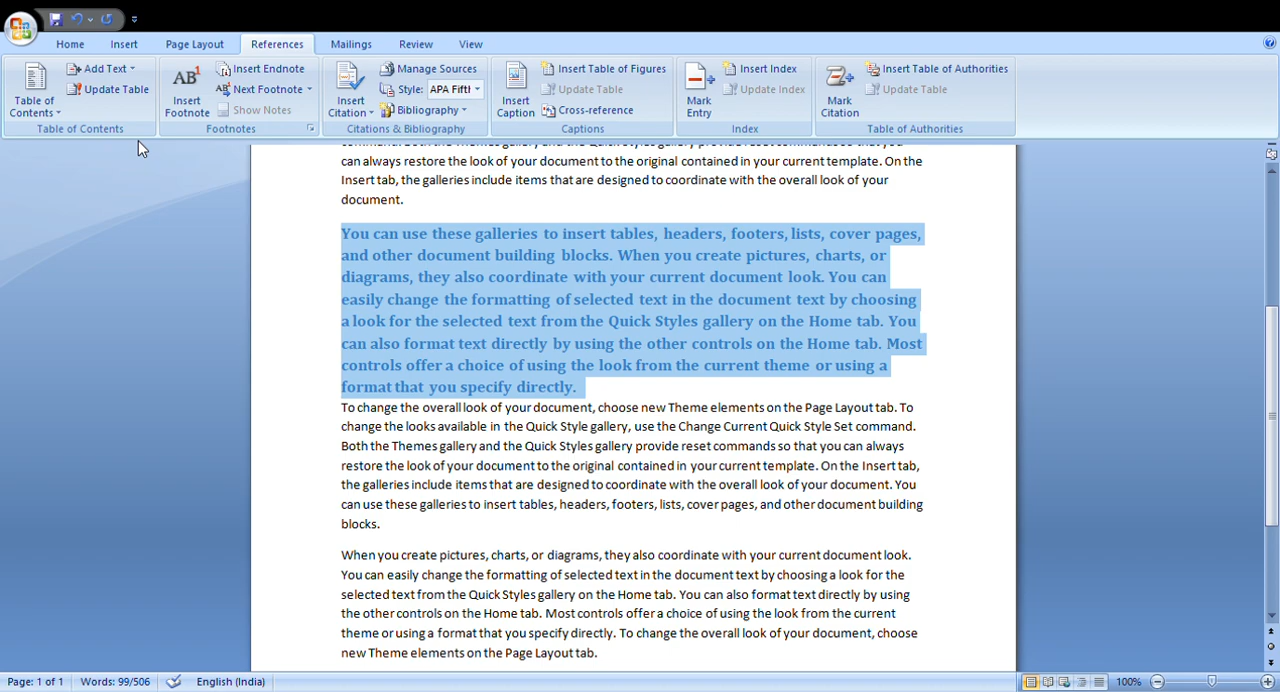 Home Insert Page Layout References Mailings Review View
Add Text Insert Endnote Manage Sources Insert Table of Figures Insert Index Insert Table of Authorities
Update Table Next Footnote Style: APA Fifth Update Table Update Index Update Table
Table of Contents Insert Footnote Show Notes Insert Citation Bibliography Insert Caption Cross-reference Mark Entry Mark Citation
AB1
Table of Contents Footnotes Citations & Bibliography Captions Index Table of Authorities
can always restore the look of your document to the original contained in your current template. On the
Insert tab, the galleries include items that are designed to coordinate with the overall look of your
document.
You can use these galleries to insert tables, headers, footers, lists, cover pages,
and other document building blocks. When you create pictures, charts, or
diagrams, they also coordinate with your current document look. You can
easily change the formatting of selected text in the document text by choosing
a look for the selected text from the Quick Styles gallery on the Home tab. You
can also format text directly by using the other controls on the Home tab. Most
controls offer a choice of using the look from the current theme or using a
format that you specify directly.
To change the overall look of your document, choose new Theme elements on the Page Layout tab. To
change the looks available in the Quick Style gallery, use the Change Current Quick Style Set command.
Both the Themes gallery and the Quick Styles gallery provide reset commands so that you can always
restore the look of your document to the original contained in your current template. On the Insert tab,
the galleries include items that are designed to coordinate with the overall look of your document. You
can use these galleries to insert tables, headers, footers, lists, cover pages, and other document building
blocks.
When you create pictures, charts, or diagrams, they also coordinate with your current document look.
You can easily change the formatting of selected text in the document text by choosing a look for the
selected text from the Quick Styles gallery on the Home tab. You can also format text directly by using
the other controls on the Home tab. Most controls offer a choice of using the look from the current
theme or using a format that you specify directly. To change the overall look of your document, choose
new Theme elements on the Page Layout tab.
Page: 1 of 1 Words: 99/506 English (India) 100%